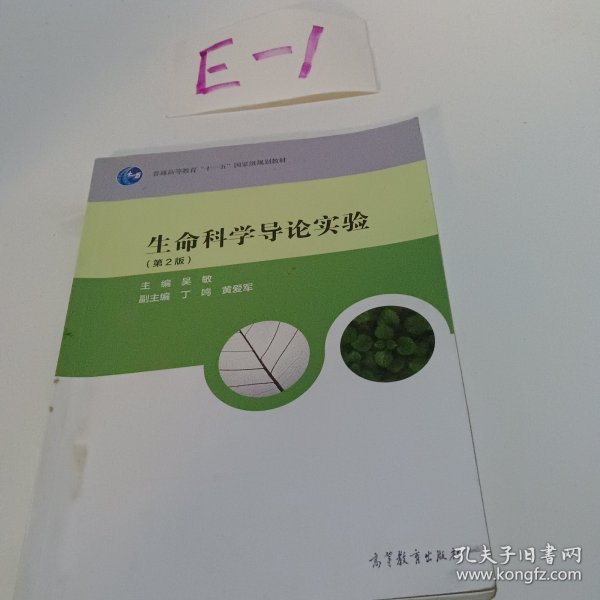 E-1
普通高等教育“十一五”国家级规划教材
生命科学导论实验
(第2版)
主编 吴敏
副主编 丁鸣 黄爱军
高等教育出版社
孔夫子旧书网
www.kongfz.com